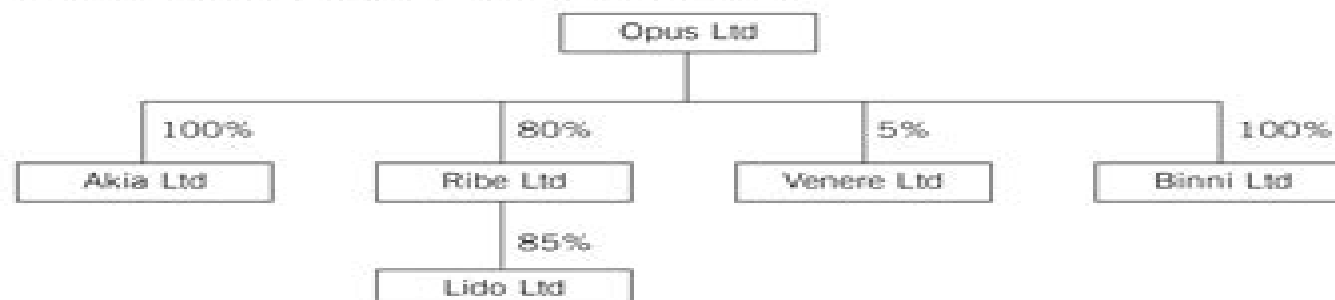 Opus Ltd
100% 80% 5% 100%
Akia Ltd Ribe Ltd Venere Ltd Binni Ltd
85%
Lido Ltd